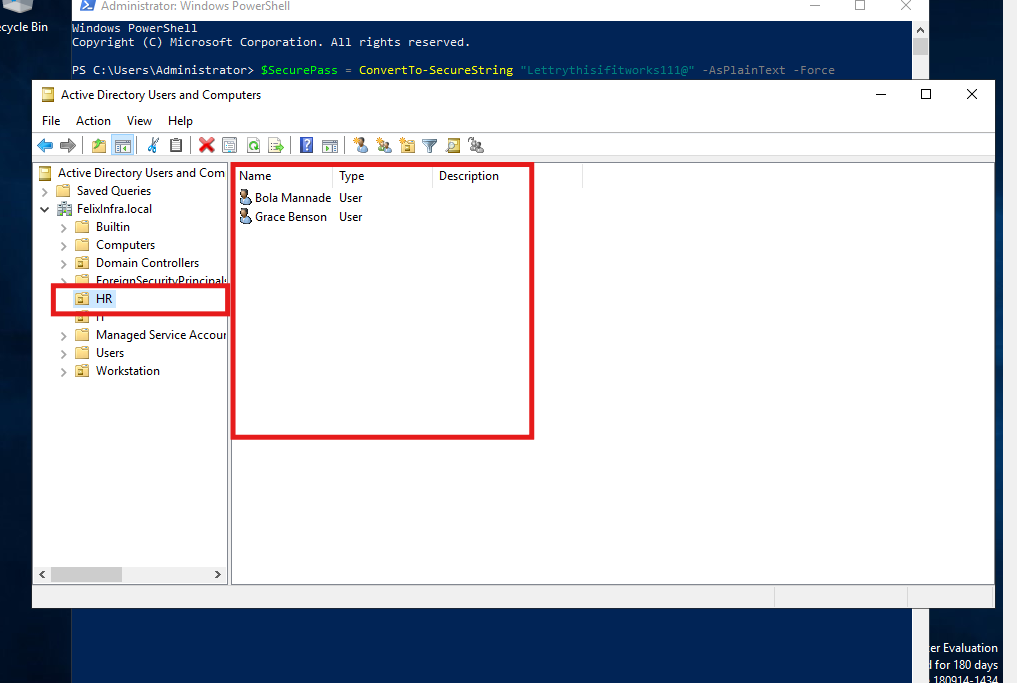 Administrator: Windows PowerShell
ecycle Bin
Windows PowerShell
Copyright (C) Microsoft Corporation. All rights reserved.
PS C:\Users\Administrator> $SecurePass = ConvertTo-SecureString "Lettrythisifitworks111@" -AsPlainText -Force
Active Directory Users and Computers
File Action View Help
Active Directory Users and Com
Saved Queries
FelixInfra.local
Builtin
Computers
Domain Controllers
ForeignSecurityPrincipals
HR
IT
Managed Service Accoun
Users
Workstation
Name Type Description
Bola Mannade User
Grace Benson User
er Evaluation
d for 180 days
180914-1434